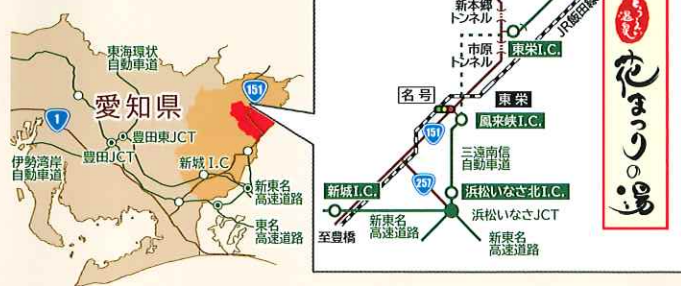 東海環状
自動車道
151
愛知県
1
豊田東JCT
豊田JCT
伊勢湾岸
自動車道
新城I.C
新東名
高速道路
東名
高速道路
新本郷
トンネル
JR飯田線
市原
トンネル
東栄I.C.
名号
東栄
鳳来峡I.C.
151
三遠南信
自動車道
257
新城I.C.
浜松いなさ北I.C.
浜松いなさJCT
至豊橋
新東名
高速道路
新東名
高速道路
とうえい温泉
花まつりの湯